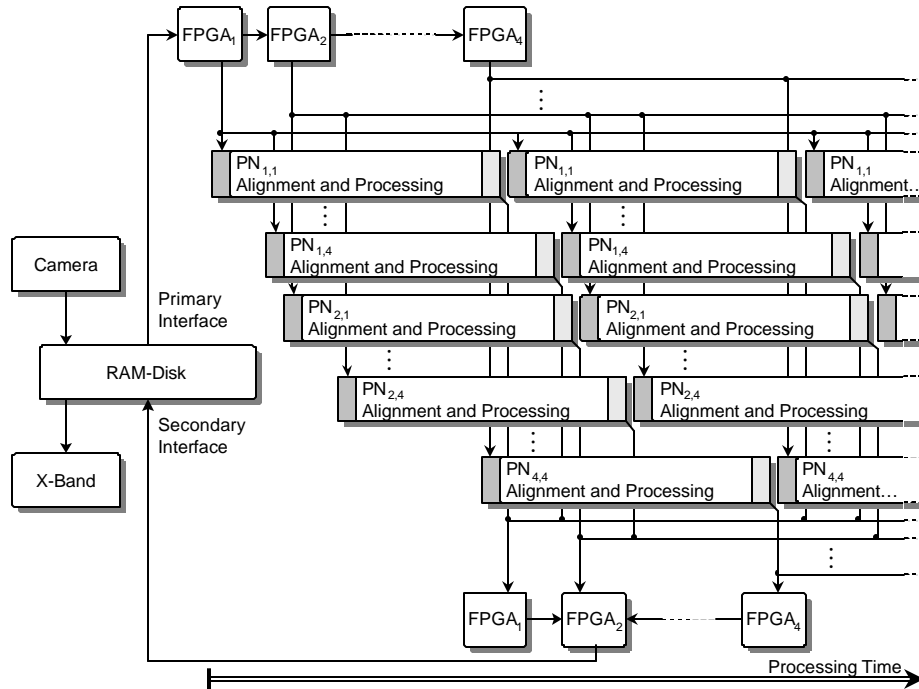 FPGA₁
FPGA₂
FPGA₄
PN₁,₁
Alignment and Processing
PN₁,₁
Alignment and Processing
PN₁,₁
Alignment...
PN₁,₄
Alignment and Processing
PN₁,₄
Alignment and Processing
Camera
Primary
Interface
PN₂,₁
Alignment and Processing
PN₂,₁
Alignment and Processing
RAM-Disk
PN₂,₄
Alignment and Processing
PN₂,₄
Alignment and Processing
Secondary
Interface
X-Band
PN₄,₄
Alignment and Processing
PN₄,₄
Alignment...
FPGA₁
FPGA₂
FPGA₄
Processing Time